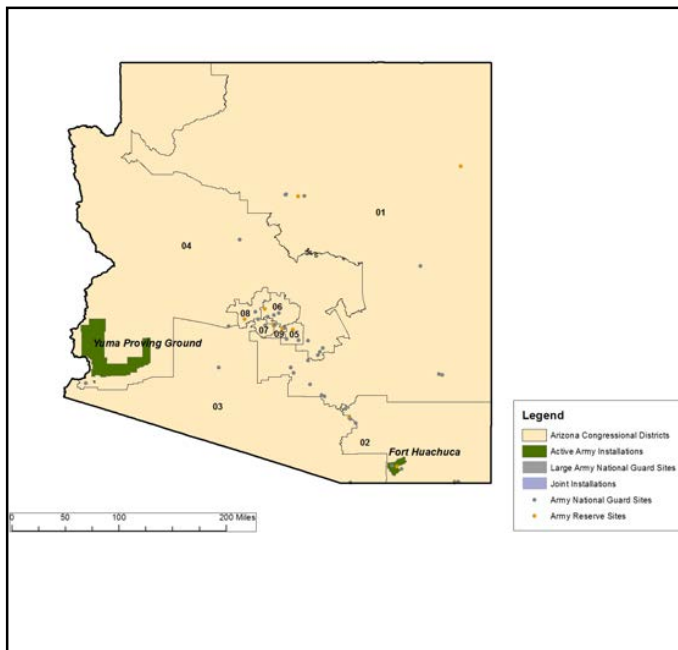 01
04
06
08
07
09
05
Yuma Proving Ground
03
02
Fort Huachuca
Legend
Arizona Congressional Districts
Active Army Installations
Large Army National Guard Sites
Joint Installations
Army National Guard Sites
Army Reserve Sites
0 50 100 200 Miles